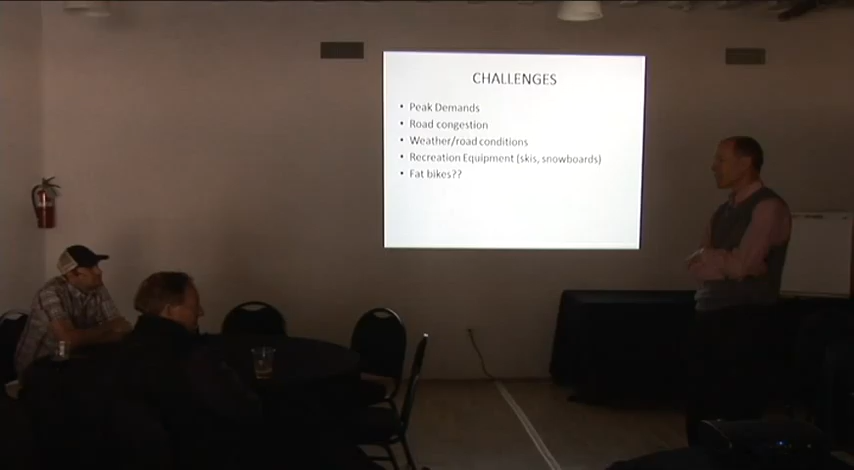 CHALLENGES
• Peak Demands
• Road congestion
• Weather/road conditions
• Recreation Equipment (skis, snowboards)
• Fat bikes??